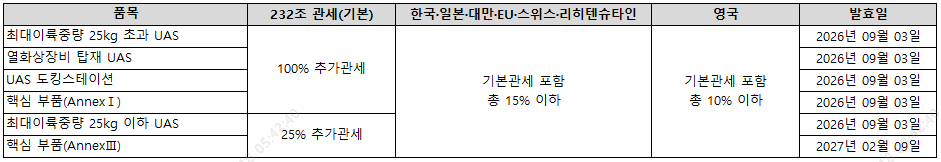 품목 232조 관세(기본) 한국·일본·대만·EU·스위스·리히텐슈타인 영국 발효일
최대이륙중량 25kg 초과 UAS 2026년 09월 03일
열화상장비 탑재 UAS 2026년 09월 03일
100% 추가관세
UAS 도킹스테이션 2026년 09월 03일
기본관세 포함 기본관세 포함
총 15% 이하 총 10% 이하
핵심 부품(AnnexⅠ) 2026년 09월 03일
최대이륙중량 25kg 이하 UAS 2026년 09월 03일
25% 추가관세
핵심 부품(AnnexⅢ) 2027년 02월 09일